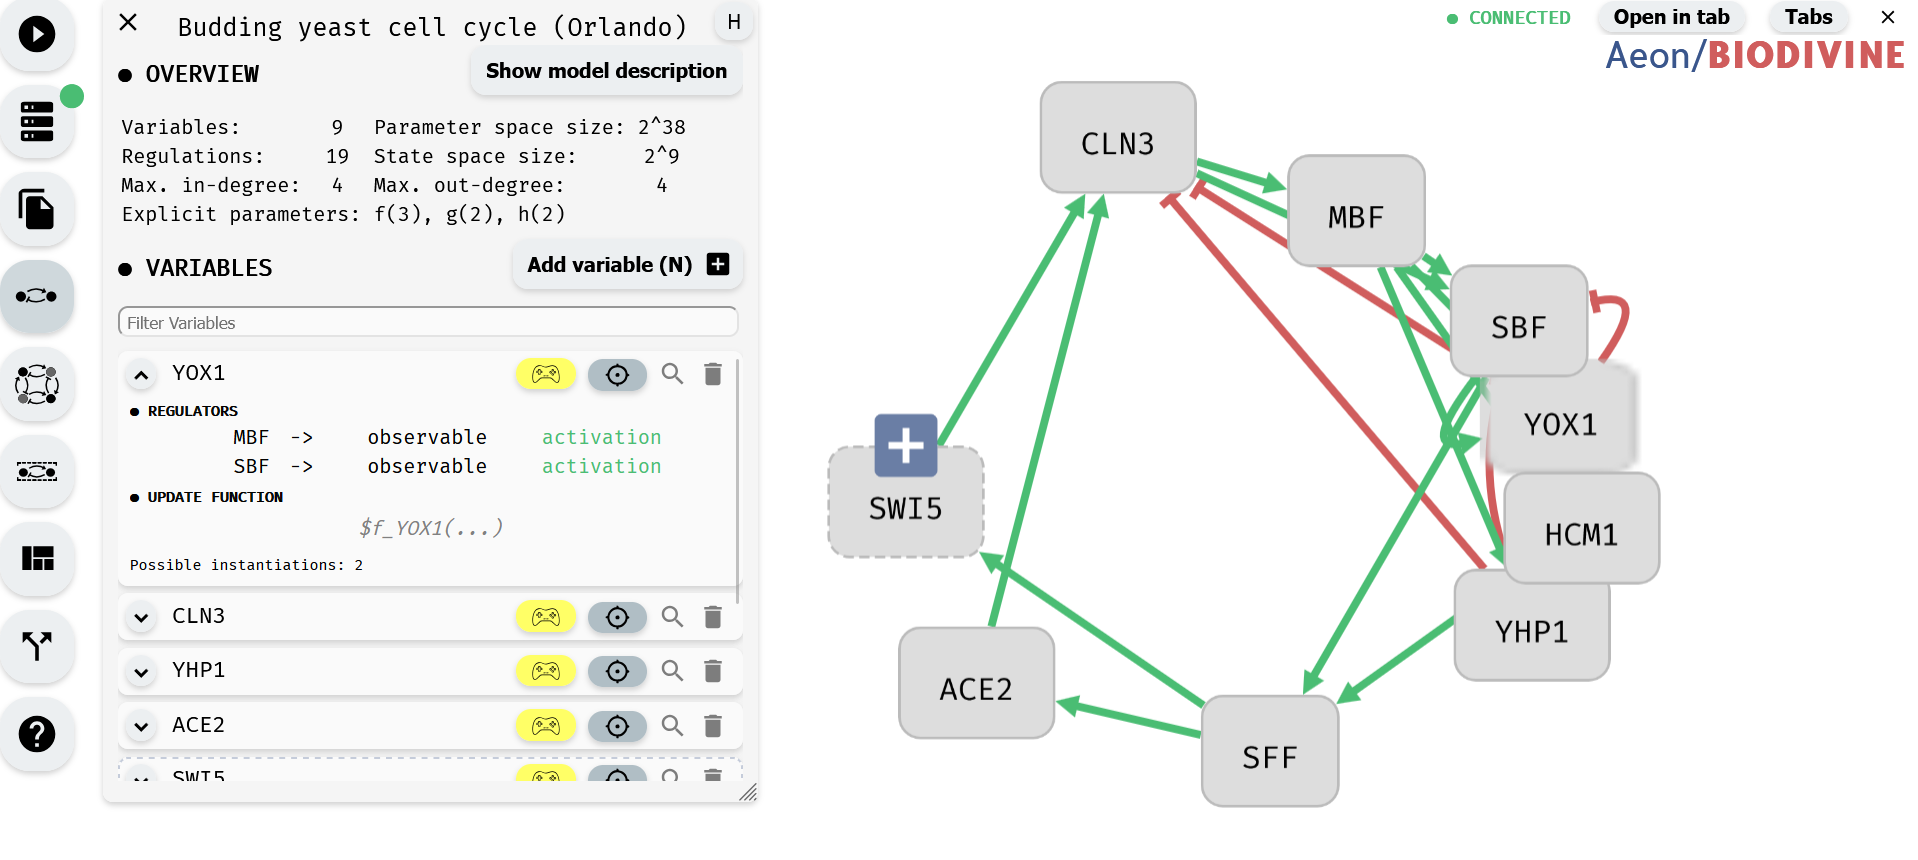 Budding yeast cell cycle (Orlando)
H
OVERVIEW
Show model description
Variables: 9 Parameter space size: 2^38
Regulations: 19 State space size: 2^9
Max. in-degree: 4 Max. out-degree: 4
Explicit parameters: f(3), g(2), h(2)
VARIABLES
Add variable (N)
Filter Variables
YOX1
REGULATORS
MBF -> observable activation
SBF -> observable activation
UPDATE FUNCTION
$f_YOX1(...)
Possible instantiations: 2
CLN3
YHP1
ACE2
SWI5
CONNECTED
Open in tab
Tabs
Aeon/BIODIVINE
CLN3
MBF
SBF
YOX1
SWI5
HCM1
YHP1
ACE2
SFF